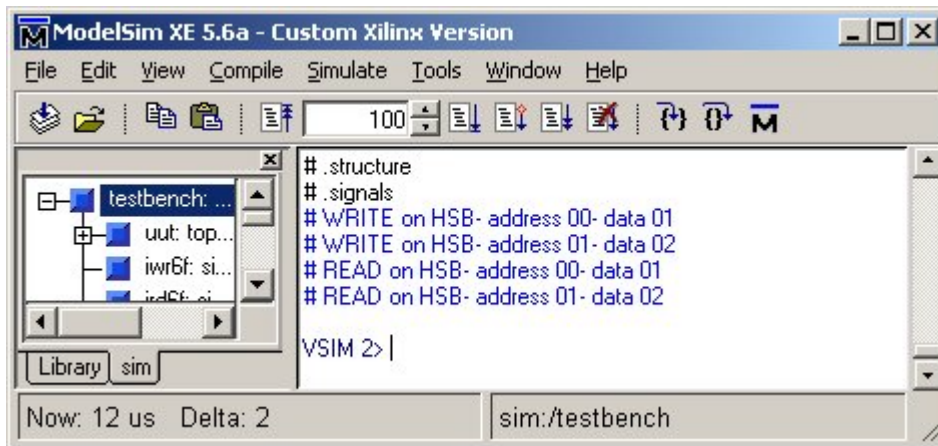 ModelSim XE 5.6a - Custom Xilinx Version
File Edit View Compile Simulate Tools Window Help
100
testbench: ...
uut: top...
iwr6f: si...
# .structure
# .signals
# WRITE on HSB- address 00- data 01
# WRITE on HSB- address 01- data 02
# READ on HSB- address 00- data 01
# READ on HSB- address 01- data 02
VSIM 2>
Library sim
Now: 12 us Delta: 2
sim:/testbench